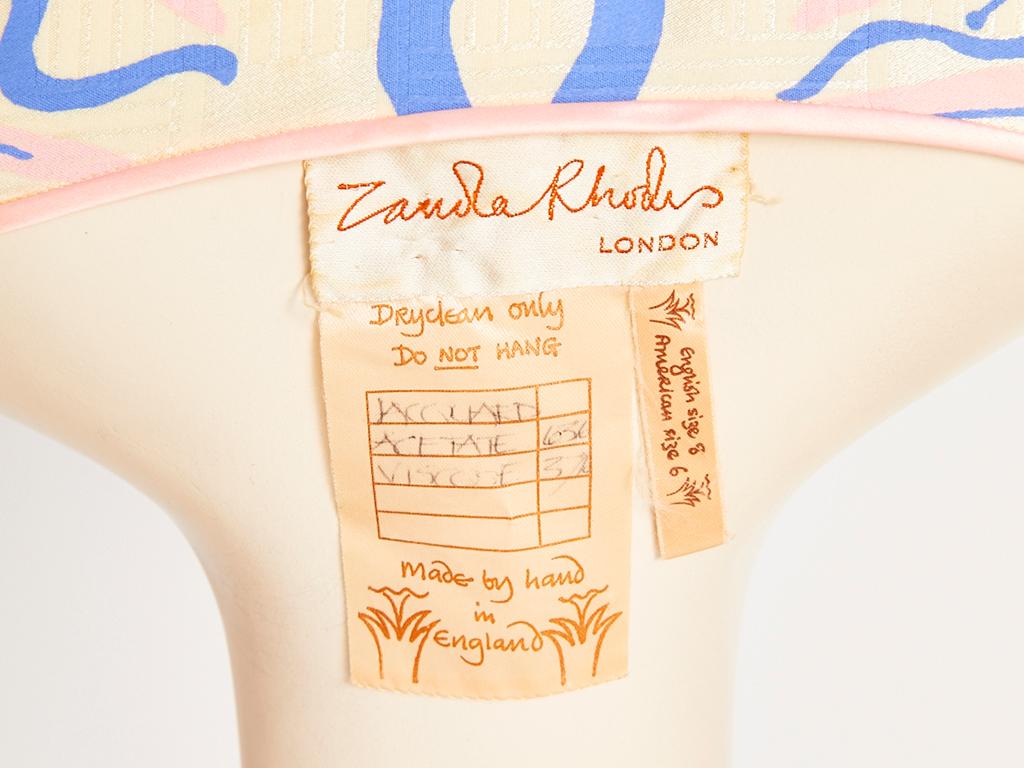 Zandra Rhodes
LONDON
Dryclean only
DO NOT HANG
JACQUARD
ACETATE
VISCOSE
Made by hand
in
England
English size 8
American size 6